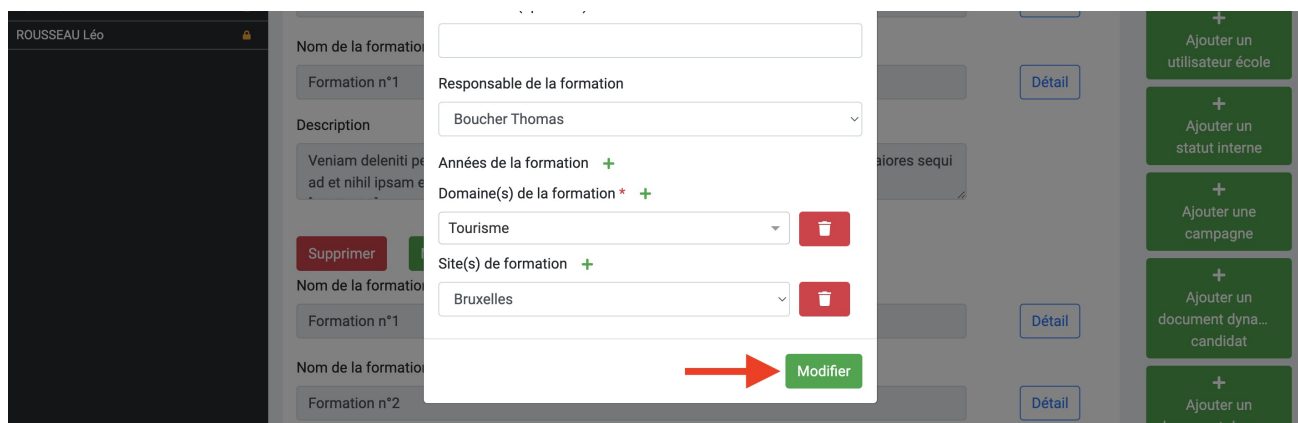 ROUSSEAU Léo
Nom de la formation
Formation n°1
Détail
Description
Veniam deleniti
aiores sequi
ad et nihil ipsam
Supprimer
Nom de la formation
Formation n°1
Détail
Nom de la formation
Formation n°2
Détail
Responsable de la formation
Boucher Thomas
Années de la formation +
Domaine(s) de la formation * +
Tourisme
Site(s) de formation +
Bruxelles
Modifier
+
Ajouter un
utilisateur école
+
Ajouter un
statut interne
+
Ajouter une
campagne
+
Ajouter un
document dyna...
candidat
+
Ajouter un